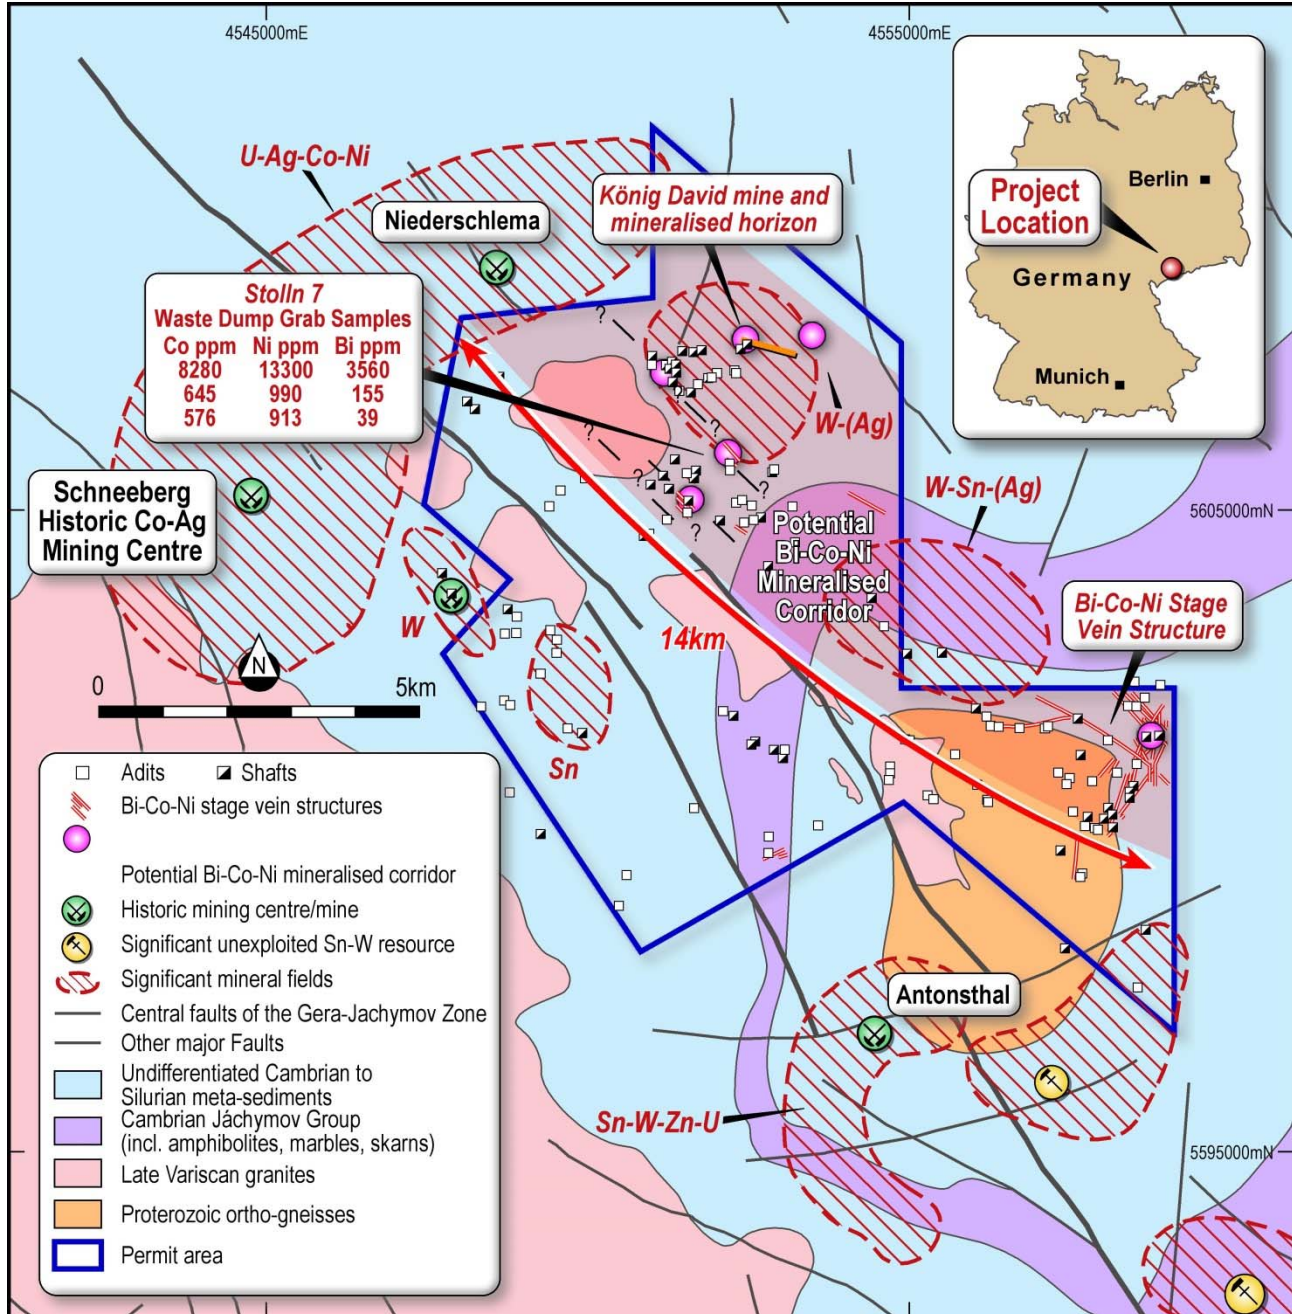 4545000mE
4555000mE
U-Ag-Co-Ni
Niederschlema
König David mine and
mineralised horizon
Project
Location
Berlin
Germany
Munich
Stolln 7
Waste Dump Grab Samples
Co ppm Ni ppm Bi ppm
8280 13300 3560
645 990 155
576 913 39
?
?
?
?
?
?
?
W-(Ag)
Schneeberg
Historic Co-Ag
Mining Centre
W-Sn-(Ag)
5605000mN
Potential
Bi-Co-Ni
Mineralised
Corridor
Bi-Co-Ni Stage
Vein Structure
W
14km
N
0 5km
Sn
Adits Shafts
Bi-Co-Ni stage vein structures
Potential Bi-Co-Ni mineralised corridor
Historic mining centre/mine
Significant unexploited Sn-W resource
Significant mineral fields
Central faults of the Gera-Jachymov Zone
Other major Faults
Undifferentiated Cambrian to
Silurian meta-sediments
Cambrian Jáchymov Group
(incl. amphibolites, marbles, skarns)
Late Variscan granites
Proterozoic ortho-gneisses
Permit area
Antonsthal
Sn-W-Zn-U
5595000mN